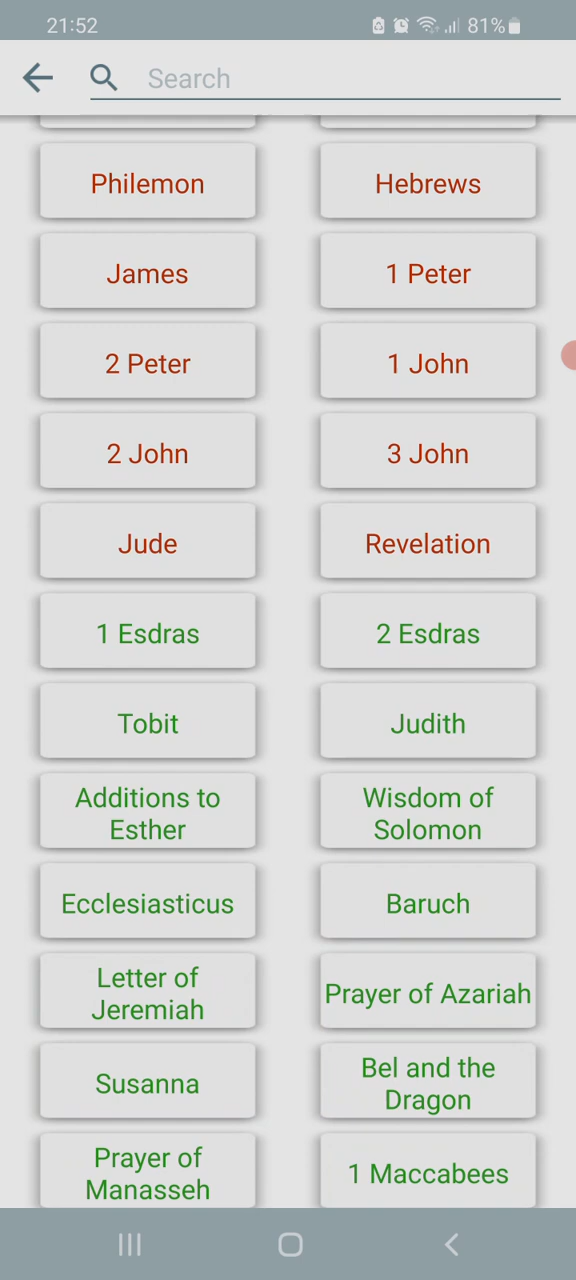 21:52
81%
Search
Philemon
Hebrews
James
1 Peter
2 Peter
1 John
2 John
3 John
Jude
Revelation
1 Esdras
2 Esdras
Tobit
Judith
Additions to
Esther
Wisdom of
Solomon
Ecclesiasticus
Baruch
Letter of
Jeremiah
Prayer of Azariah
Susanna
Bel and the
Dragon
Prayer of
Manasseh
1 Maccabees